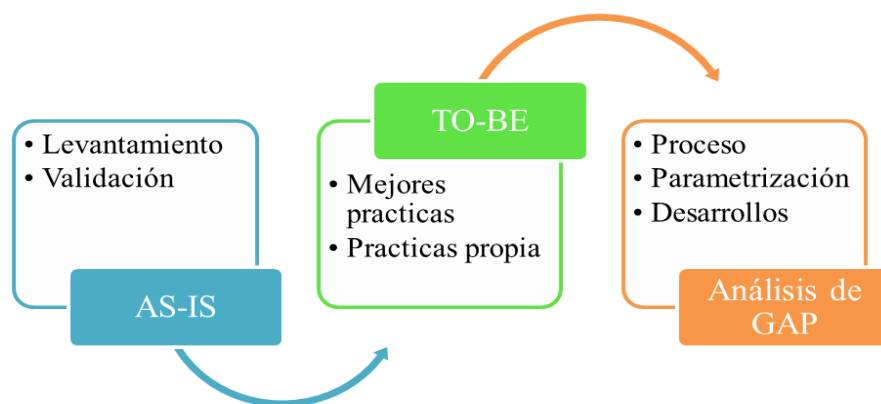 • Levantamiento
• Validación
AS-IS
TO-BE
• Mejores
practicas
• Practicas propia
• Proceso
• Parametrización
• Desarrollos
Análisis de
GAP